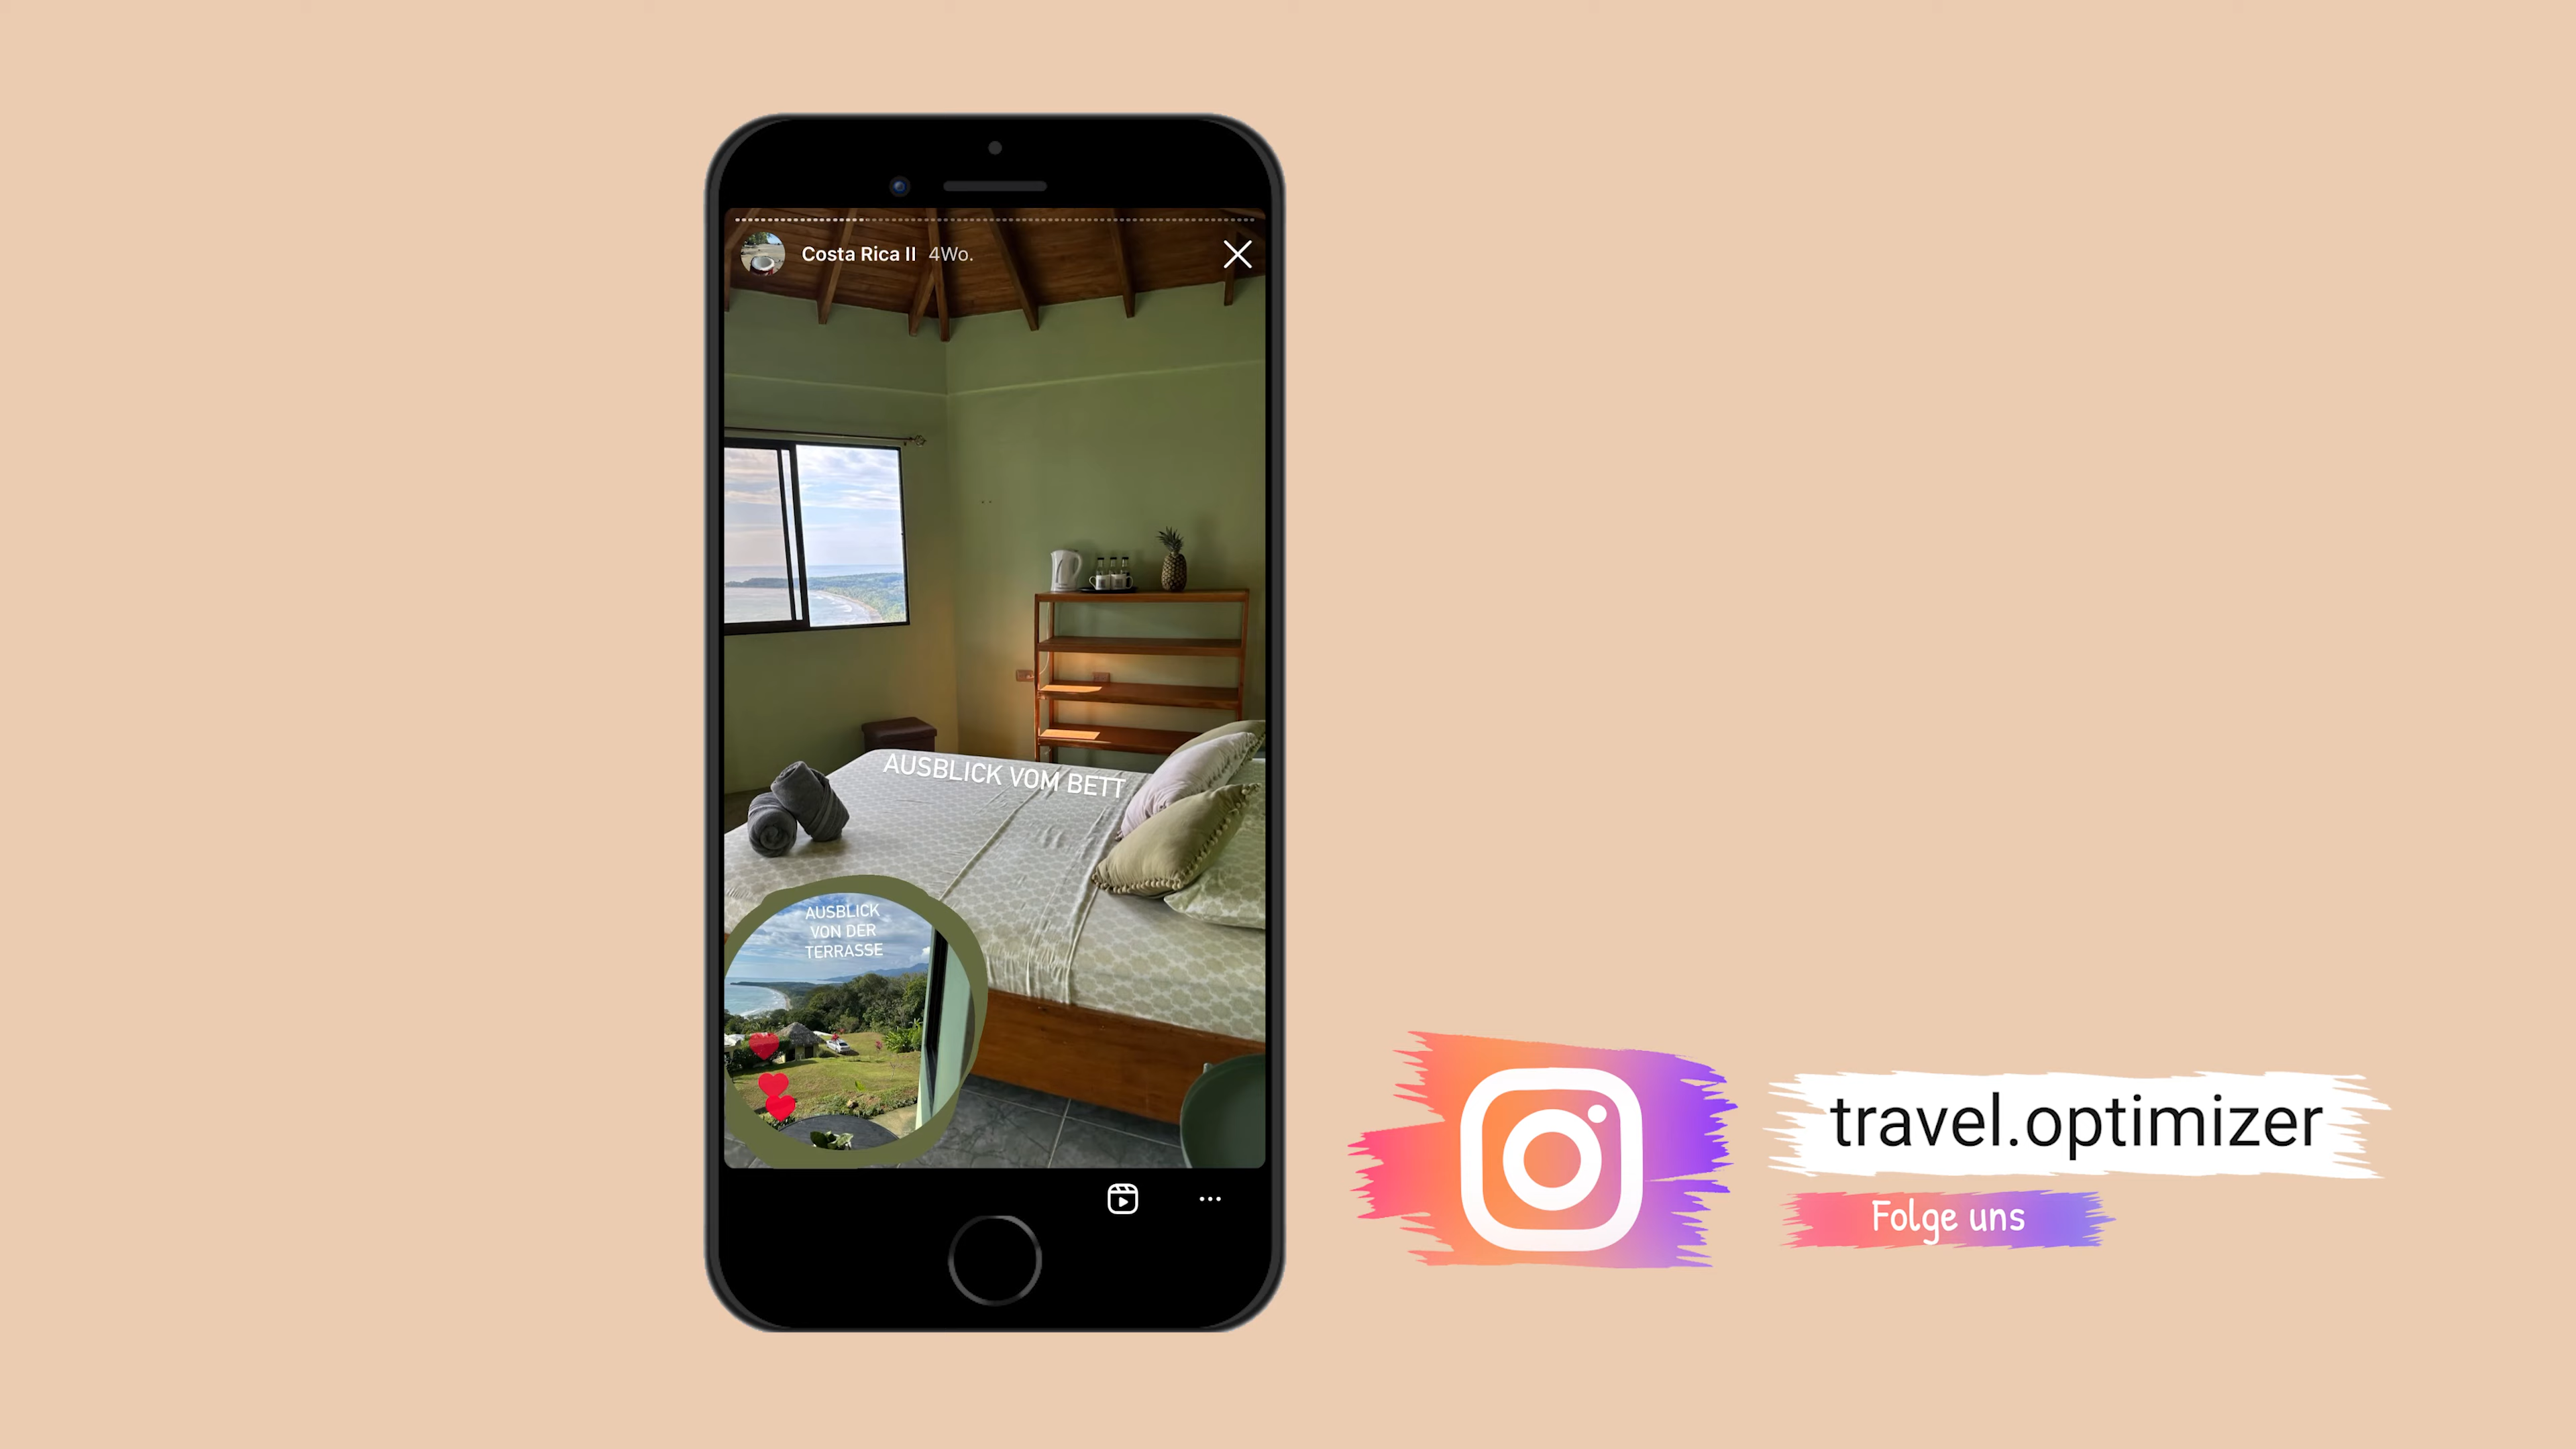 Costa Rica II 4Wo.
AUSBLICK VOM BETT
AUSBLICK
VON DER
TERRASSE
travel.optimizer
Folge uns